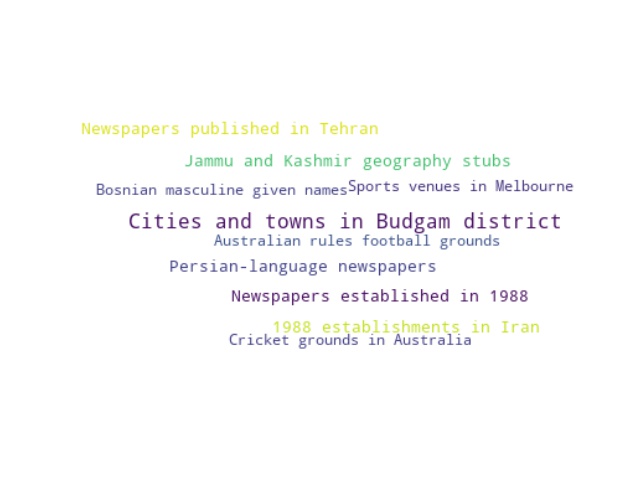 Newspapers published in Tehran
Jammu and Kashmir geography stubs
Bosnian masculine given names
Sports venues in Melbourne
Cities and towns in Budgam district
Australian rules football grounds
Persian-language newspapers
Newspapers established in 1988
1988 establishments in Iran
Cricket grounds in Australia